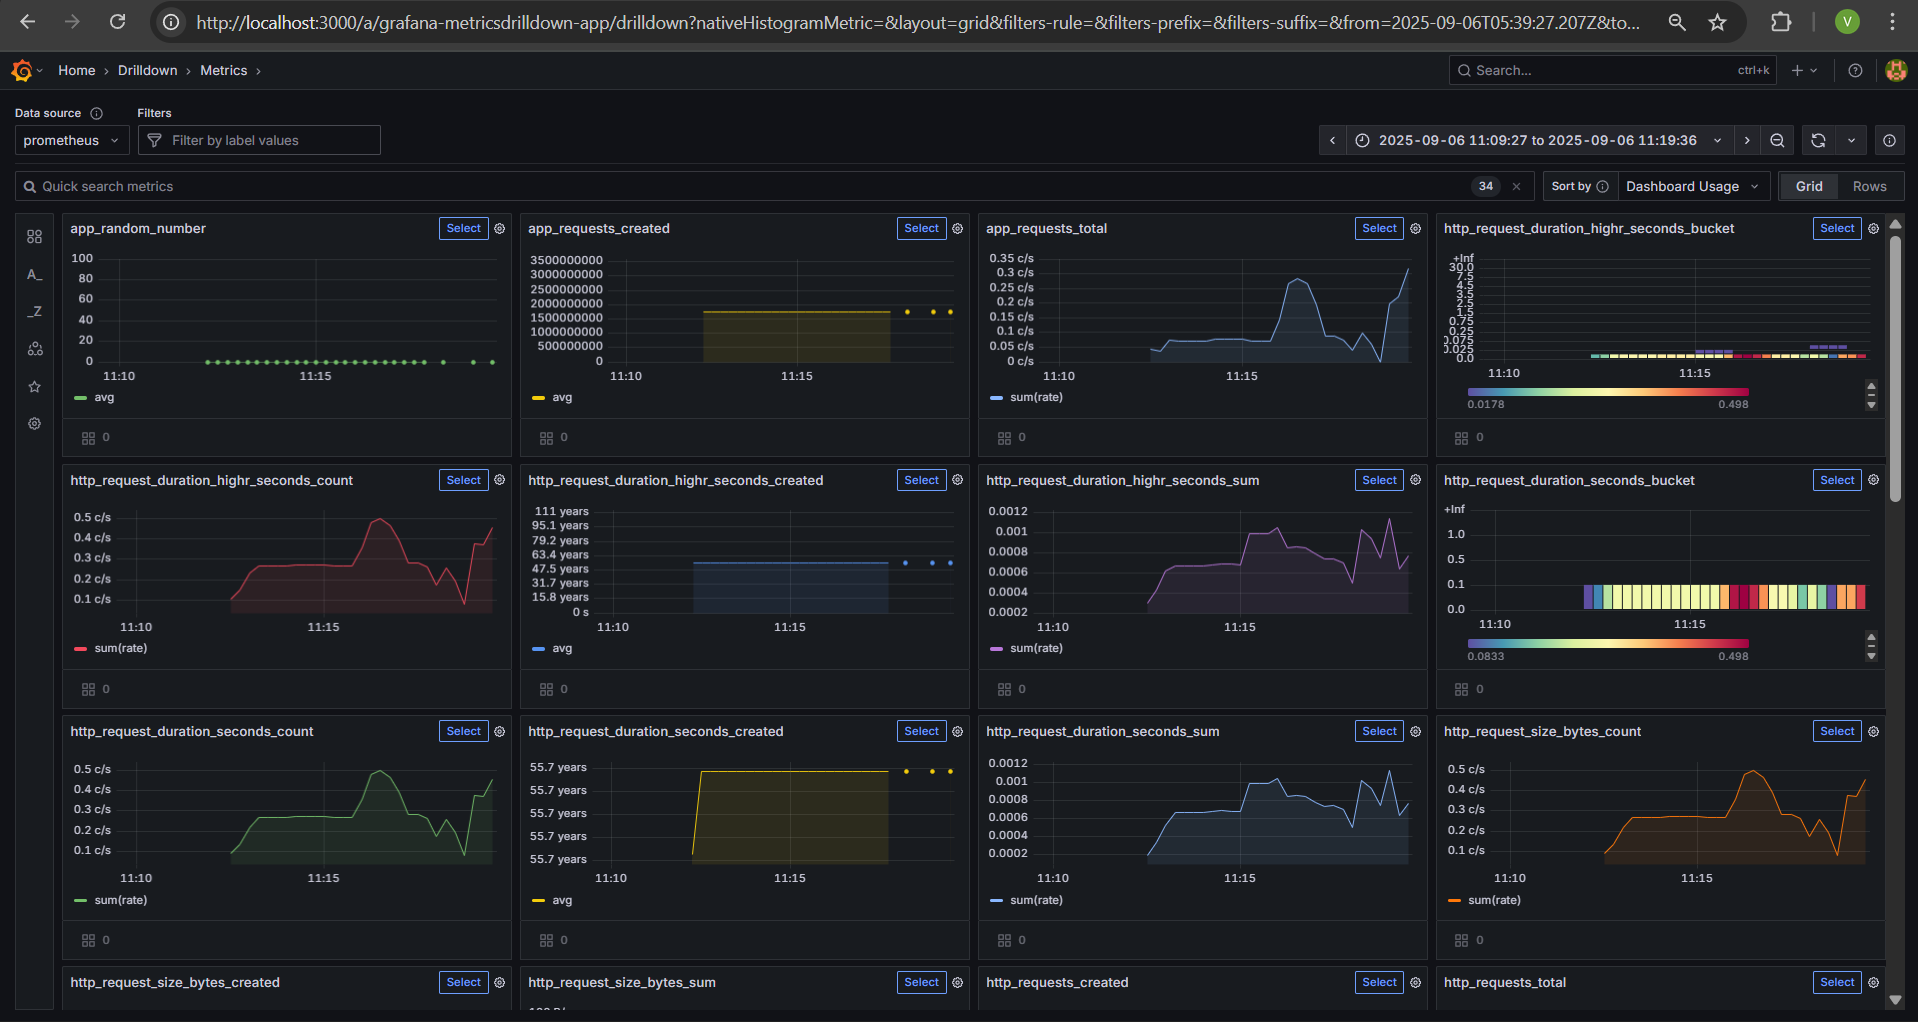 http://localhost:3000/a/grafana-metricsdrilldown-app/drilldown?nativeHistogramMetric=&layout=grid&filters-rule=&filters-prefix=&filters-suffix=&from=2025-09-06T05:39:27.207Z&to...
V
Home > Drilldown > Metrics >
Search...
ctrl+k
Data source
Filters
prometheus
Filter by label values
2025-09-06 11:09:27 to 2025-09-06 11:19:36
Quick search metrics
34
Sort by
Dashboard Usage
Grid
Rows
A_
_Z
app_random_number
Select
100
80
60
40
20
0
11:10
11:15
avg
0
app_requests_created
Select
3500000000
3000000000
2500000000
2000000000
1500000000
1000000000
500000000
0
11:10
11:15
avg
0
app_requests_total
Select
0.35 c/s
0.3 c/s
0.25 c/s
0.2 c/s
0.15 c/s
0.1 c/s
0.05 c/s
0 c/s
11:10
11:15
sum(rate)
0
http_request_duration_highr_seconds_bucket
Select
+Inf
30.0
7.5
4.5
3.5
2.5
1.5
0.75
0.25
0.075
0.025
0.0
11:10
11:15
0.0178
0.498
0
http_request_duration_highr_seconds_count
Select
0.5 c/s
0.4 c/s
0.3 c/s
0.2 c/s
0.1 c/s
11:10
11:15
sum(rate)
0
http_request_duration_highr_seconds_created
Select
111 years
95.1 years
79.2 years
63.4 years
47.5 years
31.7 years
15.8 years
0 s
11:10
11:15
avg
0
http_request_duration_highr_seconds_sum
Select
0.0012
0.001
0.0008
0.0006
0.0004
0.0002
11:10
11:15
sum(rate)
0
http_request_duration_seconds_bucket
Select
+Inf
1.0
0.5
0.1
0.0
11:10
11:15
0.0833
0.498
0
http_request_duration_seconds_count
Select
0.5 c/s
0.4 c/s
0.3 c/s
0.2 c/s
0.1 c/s
11:10
11:15
sum(rate)
0
http_request_duration_seconds_created
Select
55.7 years
55.7 years
55.7 years
55.7 years
55.7 years
11:10
11:15
avg
0
http_request_duration_seconds_sum
Select
0.0012
0.001
0.0008
0.0006
0.0004
0.0002
11:10
11:15
sum(rate)
0
http_request_size_bytes_count
Select
0.5 c/s
0.4 c/s
0.3 c/s
0.2 c/s
0.1 c/s
11:10
11:15
sum(rate)
0
http_request_size_bytes_created
Select
http_request_size_bytes_sum
Select
http_requests_created
Select
http_requests_total
Select